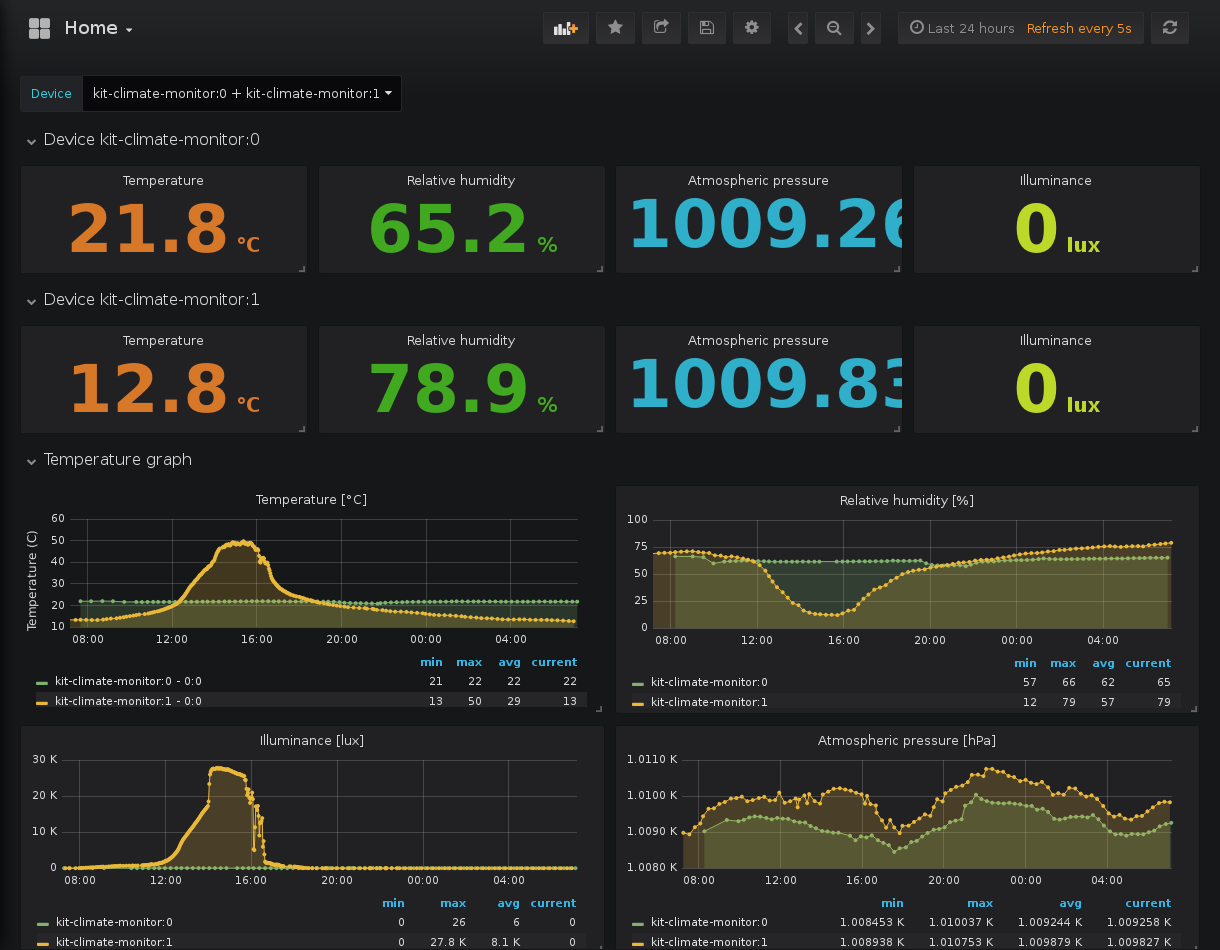 Home
Last 24 hours Refresh every 5s
Device kit-climate-monitor:0 + kit-climate-monitor:1
Device kit-climate-monitor:0
Temperature Relative humidity Atmospheric pressure Illuminance
21.8 °C 65.2 % 1009.26 0 lux
Device kit-climate-monitor:1
Temperature Relative humidity Atmospheric pressure Illuminance
12.8 °C 78.9 % 1009.83 0 lux
Temperature graph
Temperature [°C]
Temperature (C)
60
50
40
30
20
10
08:00 12:00 16:00 20:00 00:00 04:00
min max avg current
kit-climate-monitor:0 - 0:0 21 22 22 22
kit-climate-monitor:1 - 0:0 13 50 29 13
Relative humidity [%]
100
75
50
25
0
08:00 12:00 16:00 20:00 00:00 04:00
min max avg current
kit-climate-monitor:0 57 66 62 65
kit-climate-monitor:1 12 79 57 79
Illuminance [lux]
30 K
20 K
10 K
0
08:00 12:00 16:00 20:00 00:00 04:00
min max avg current
kit-climate-monitor:0 0 26 6 0
kit-climate-monitor:1 0 27.8 K 8.1 K 0
Atmospheric pressure [hPa]
1.0110 K
1.0100 K
1.0090 K
1.0080 K
08:00 12:00 16:00 20:00 00:00 04:00
min max avg current
kit-climate-monitor:0 1.008453 K 1.010037 K 1.009244 K 1.009258 K
kit-climate-monitor:1 1.008938 K 1.010753 K 1.009879 K 1.009827 K